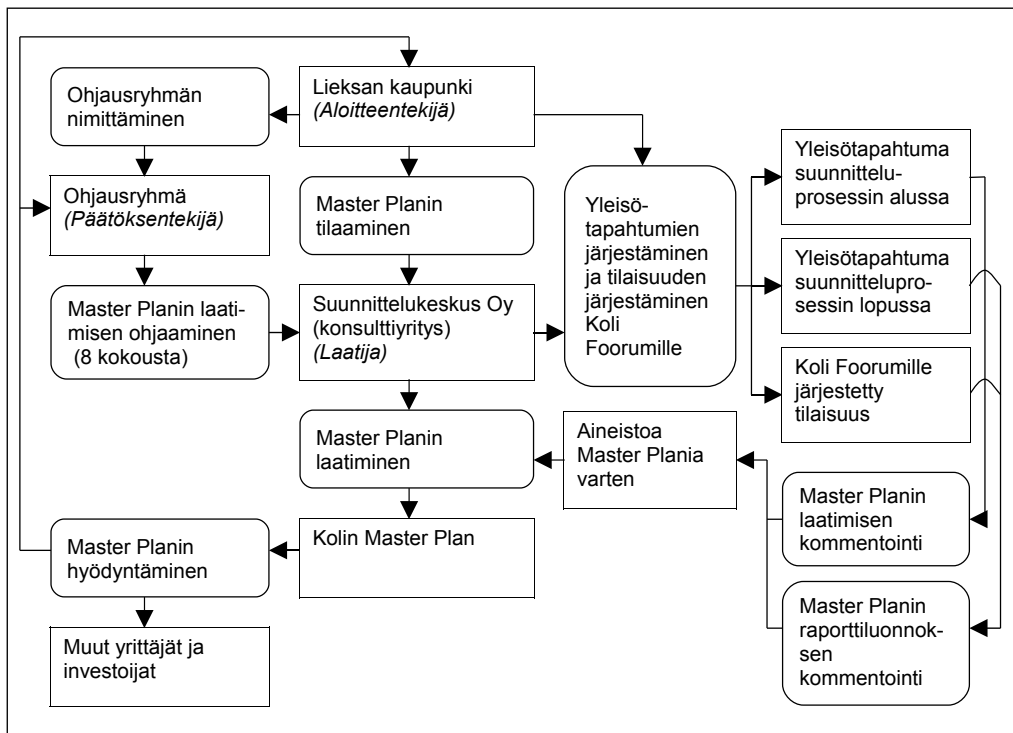 Lieksan kaupunki
(Aloitteentekijä)
Ohjausryhmän
nimittäminen
Ohjausryhmä
(Päätöksentekijä)
Master Planin
tilaaminen
Yleisö-
tapahtumien
järjestäminen
ja tilaisuuden
järjestäminen
Koli
Foorumille
Yleisötapahtuma
suunnittelu-
prosessin alussa
Yleisötapahtuma
suunnittelupro-
sessin lopussa
Koli Foorumille
järjestetty
tilaisuus
Master Planin laati-
misen ohjaaminen
(8 kokousta)
Suunnittelukeskus Oy
(konsulttiyritys)
(Laatija)
Master Planin
laatiminen
Aineistoa
Master Plania
varten
Master Planin
laatimisen
kommentointi
Master Planin
raporttiluonnok-
sen
kommentointi
Kolin Master Plan
Master Planin
hyödyntäminen
Muut yrittäjät ja
investoijat